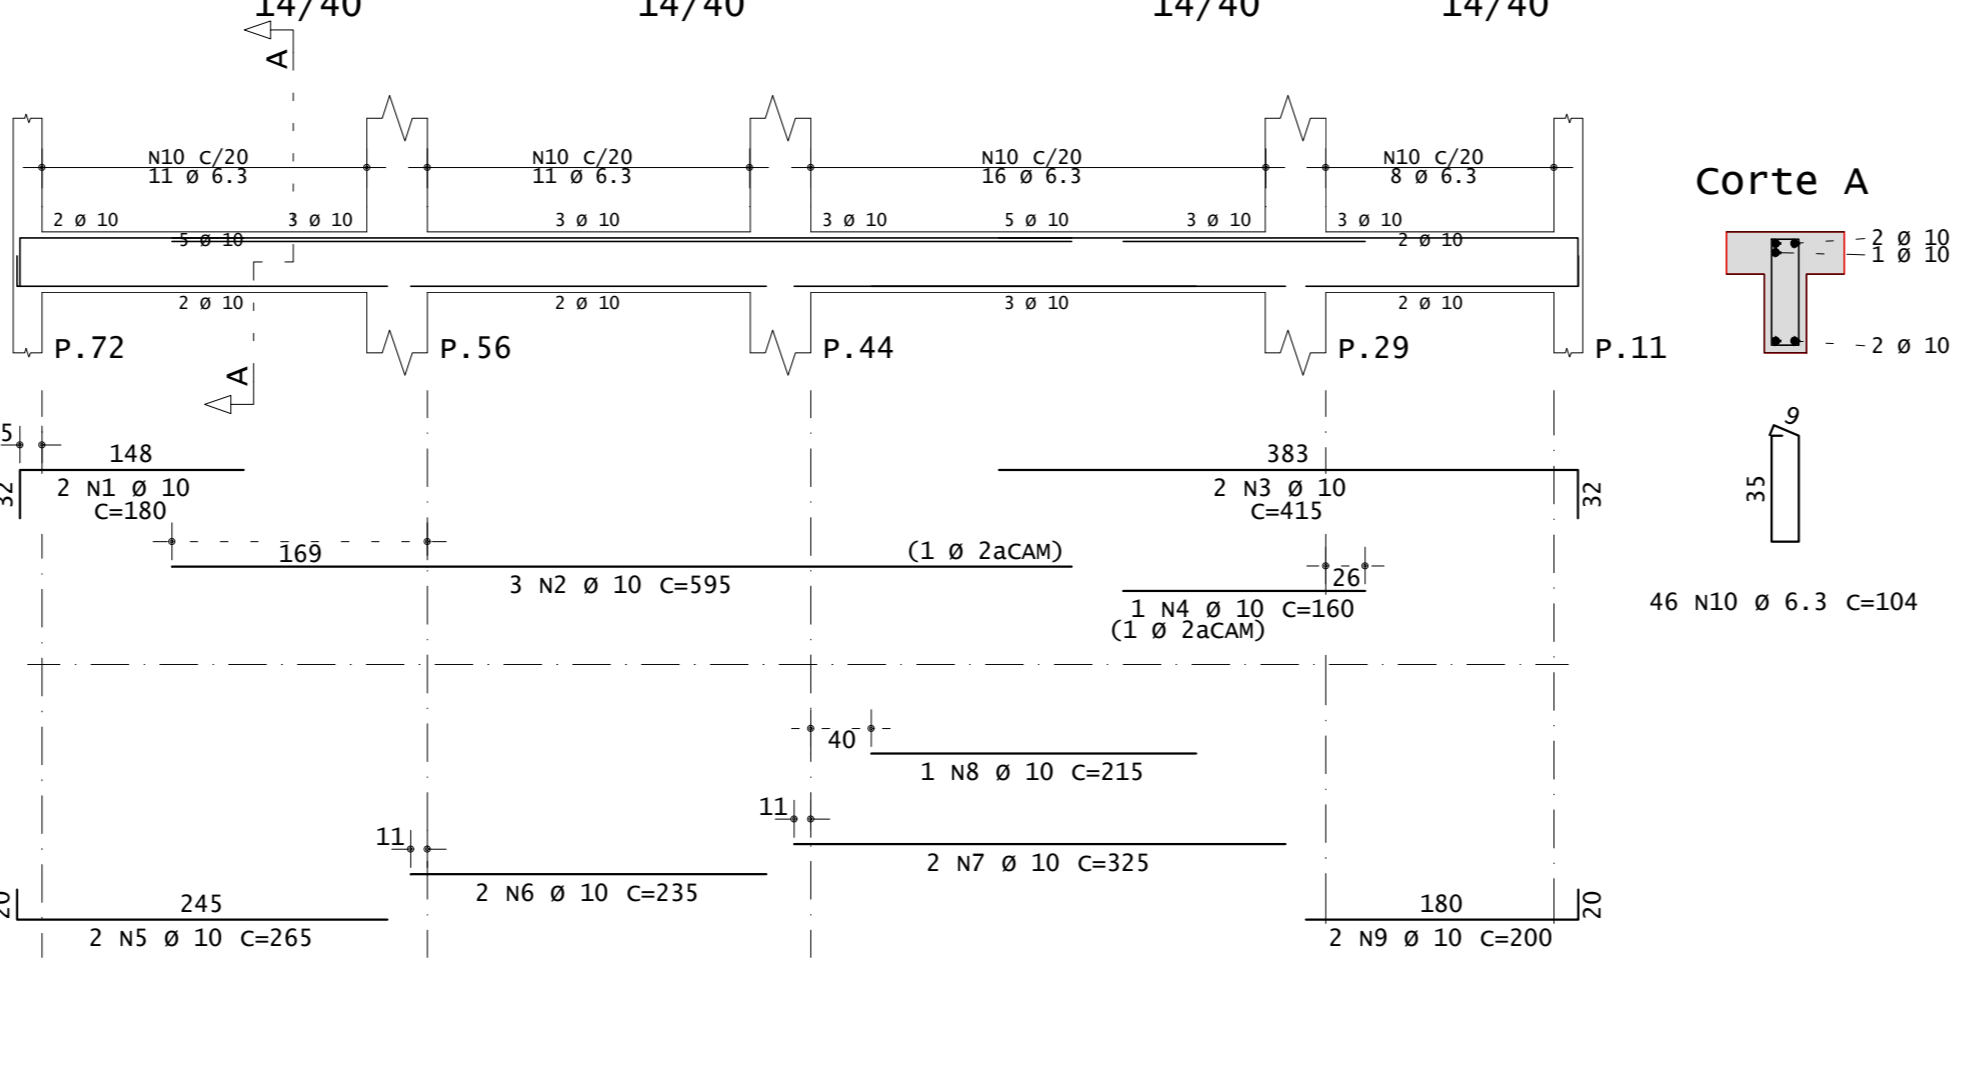 14/40 14/40 14/40 14/40
A
N10 C/20 N10 C/20 N10 C/20 N10 C/20
11 Ø 6.3 11 Ø 6.3 16 Ø 6.3 8 Ø 6.3
Corte A
2 Ø 10 3 Ø 10 3 Ø 10 3 Ø 10 5 Ø 10 3 Ø 10 3 Ø 10
5 Ø 10 2 Ø 10
2 Ø 10
1 Ø 10
2 Ø 10 2 Ø 10 3 Ø 10 2 Ø 10
P.72 P.56 P.44 P.29 P.11
2 Ø 10
A
9
5
148 383
32 2 N1 Ø 10 2 N3 Ø 10 32
C=180 C=415
35
169 (1 Ø 2aCAM)
3 N2 Ø 10 C=595
26
1 N4 Ø 10 C=160
(1 Ø 2aCAM)
46 N10 Ø 6.3 C=104
40
1 N8 Ø 10 C=215
11
11
2 N7 Ø 10 C=325
2 N6 Ø 10 C=235
20 245 180 20
2 N5 Ø 10 C=265 2 N9 Ø 10 C=200